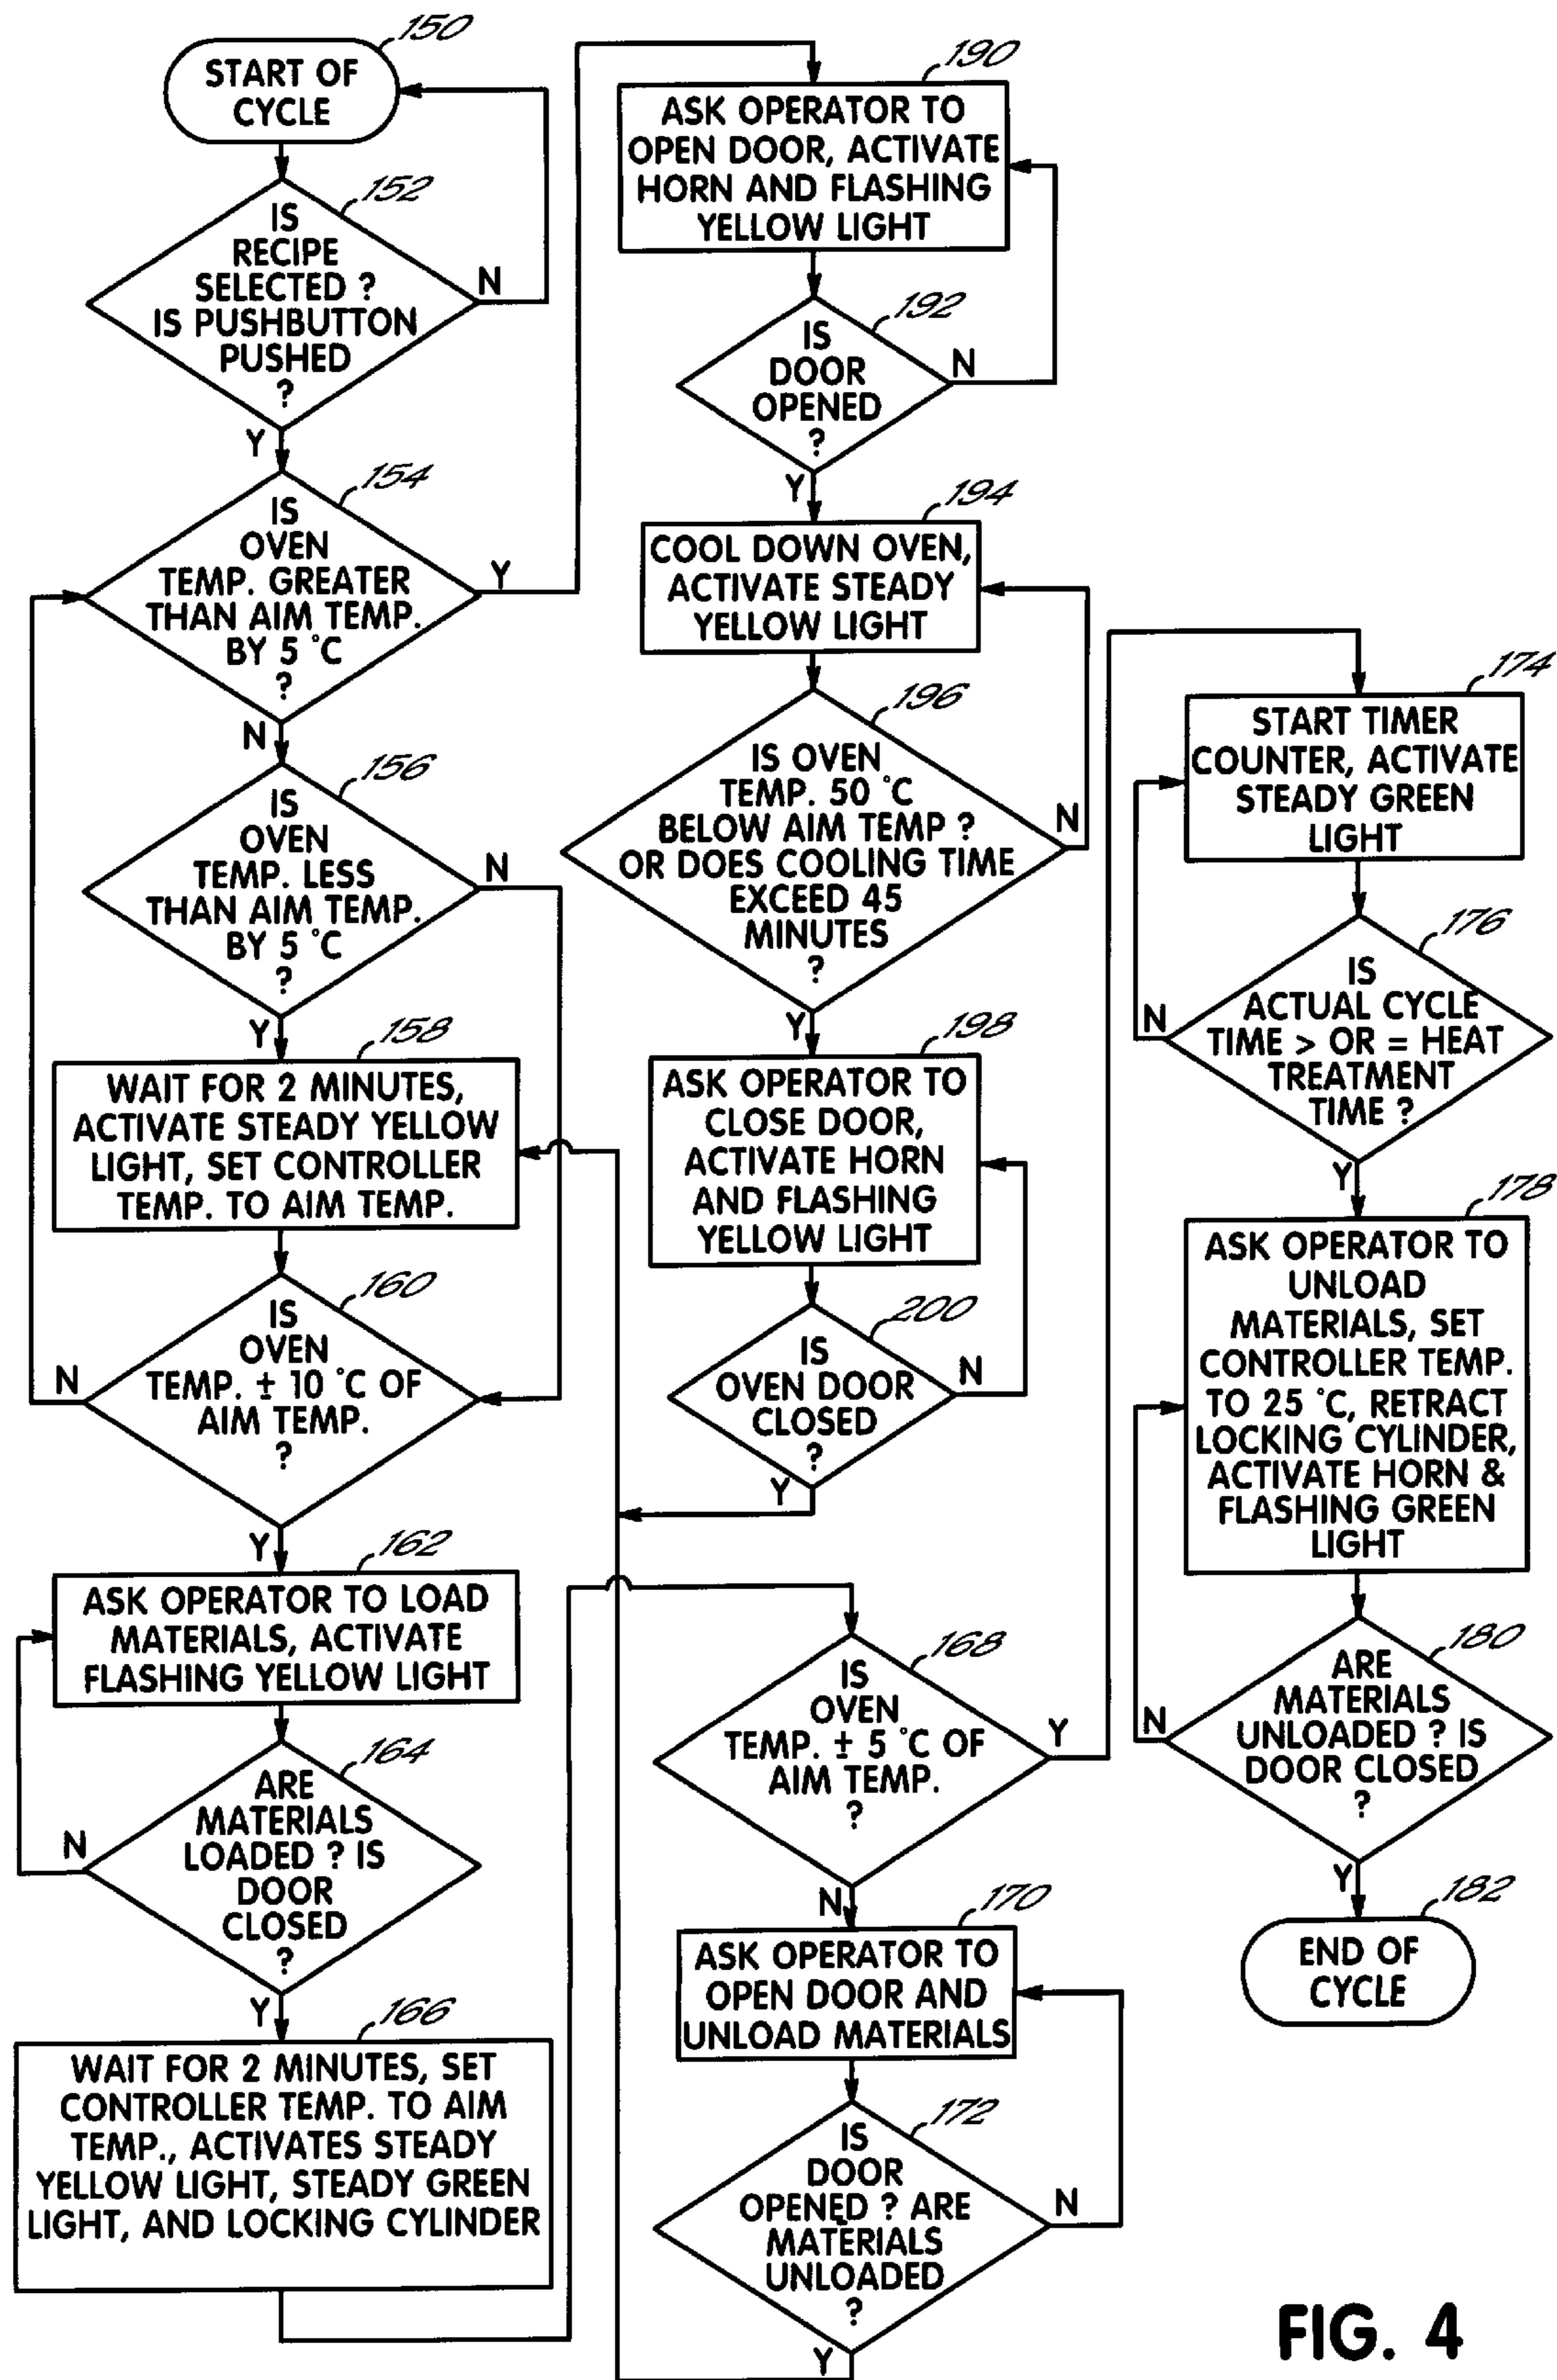 150
START OF
CYCLE
152
IS
RECIPE
SELECTED ?
IS PUSHBUTTON
PUSHED
?
N
Y
154
IS
OVEN
TEMP. GREATER
THAN AIM TEMP.
BY 5 °C
?
Y
N
156
IS
OVEN
TEMP. LESS
THAN AIM TEMP.
BY 5 °C
?
N
Y
158
WAIT FOR 2 MINUTES,
ACTIVATE STEADY YELLOW
LIGHT, SET CONTROLLER
TEMP. TO AIM TEMP.
160
IS
OVEN
TEMP. ± 10 °C OF
AIM TEMP.
?
N
Y
162
ASK OPERATOR TO LOAD
MATERIALS, ACTIVATE
FLASHING YELLOW LIGHT
164
ARE
MATERIALS
LOADED ? IS
DOOR
CLOSED
?
N
Y
166
WAIT FOR 2 MINUTES, SET
CONTROLLER TEMP. TO AIM
TEMP., ACTIVATES STEADY
YELLOW LIGHT, STEADY GREEN
LIGHT, AND LOCKING CYLINDER
190
ASK OPERATOR TO
OPEN DOOR, ACTIVATE
HORN AND FLASHING
YELLOW LIGHT
192
IS
DOOR
OPENED
?
N
Y
194
COOL DOWN OVEN,
ACTIVATE STEADY
YELLOW LIGHT
196
IS OVEN
TEMP. 50 °C
BELOW AIM TEMP ?
OR DOES COOLING TIME
EXCEED 45
MINUTES
?
N
Y
198
ASK OPERATOR TO
CLOSE DOOR,
ACTIVATE HORN
AND FLASHING
YELLOW LIGHT
200
IS
OVEN DOOR
CLOSED
?
N
Y
168
IS
OVEN
TEMP. ± 5 °C OF
AIM TEMP.
?
Y
N
170
ASK OPERATOR TO
OPEN DOOR AND
UNLOAD MATERIALS
172
IS
DOOR
OPENED ? ARE
MATERIALS
UNLOADED
?
N
Y
174
START TIMER
COUNTER, ACTIVATE
STEADY GREEN
LIGHT
176
IS
ACTUAL CYCLE
TIME > OR = HEAT
TREATMENT
TIME ?
N
Y
178
ASK OPERATOR TO
UNLOAD
MATERIALS, SET
CONTROLLER TEMP.
TO 25 °C, RETRACT
LOCKING CYLINDER,
ACTIVATE HORN &
FLASHING GREEN
LIGHT
180
ARE
MATERIALS
UNLOADED ? IS
DOOR CLOSED
?
N
Y
182
END OF
CYCLE
FIG. 4